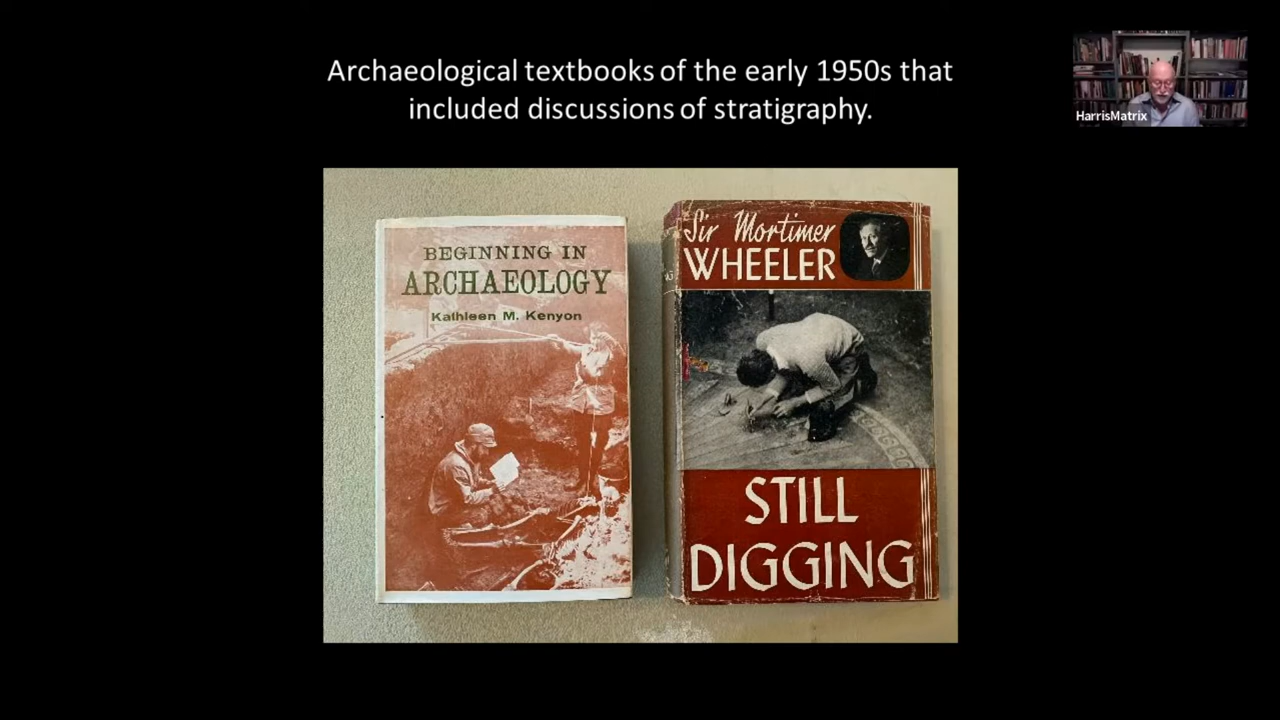 Archaeological textbooks of the early 1950s that
included discussions of stratigraphy.
HarrisMatrix
BEGINNING IN
ARCHAEOLOGY
Kathleen M. Kenyon
Sir Mortimer
WHEELER
STILL
DIGGING